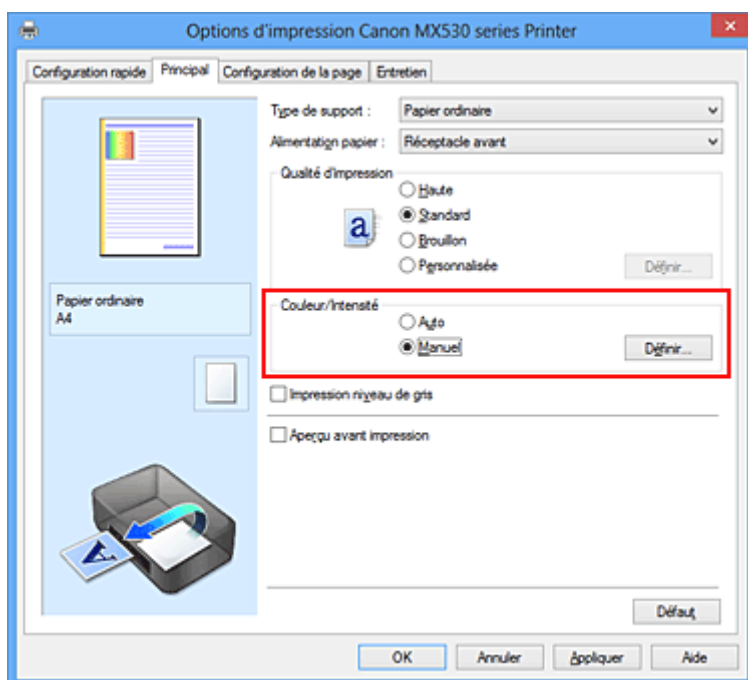 Options d'impression Canon MX530 series Printer
Configuration rapide Principal Configuration de la page Entretien
Type de support : Papier ordinaire
Alimentation papier : Réceptacle avant
Qualité d'impression
Haute
a Standard
Brouillon
Personnalisée Définir...
Papier ordinaire
A4
Couleur/Intensité
Auto
Manuel Définir...
Impression niveau de gris
Aperçu avant impression
A
Défaut
OK Annuler Appliquer Aide